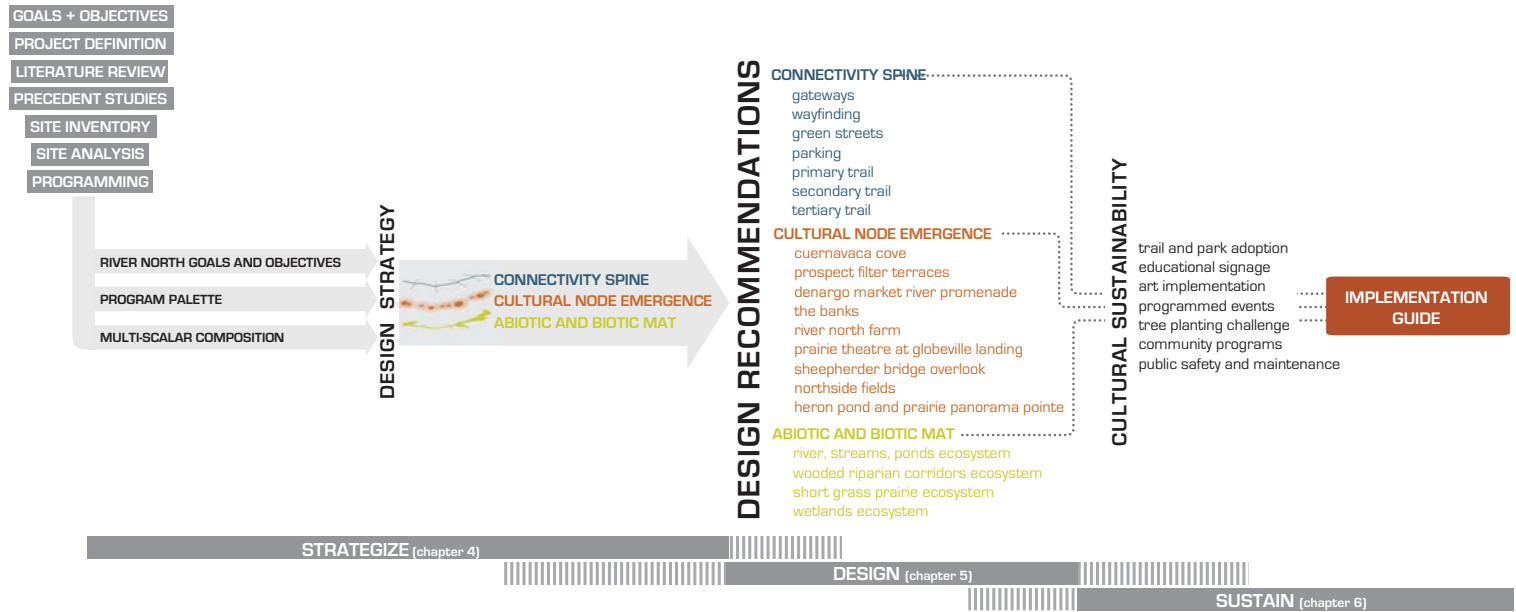 GOALS + OBJECTIVES
PROJECT DEFINITION
LITERATURE REVIEW
PRECEDENT STUDIES
SITE INVENTORY
SITE ANALYSIS
PROGRAMMING
RIVER NORTH GOALS AND OBJECTIVES
PROGRAM PALETTE
MULTI-SCALAR COMPOSITION
DESIGN STRATEGY
CONNECTIVITY SPINE
CULTURAL NODE EMERGENCE
ABIOTIC AND BIOTIC MAT
DESIGN RECOMMENDATIONS
CONNECTIVITY SPINE
gateways
wayfinding
green streets
parking
primary trail
secondary trail
tertiary trail
CULTURAL NODE EMERGENCE
cuernavaca cove
prospect filter terraces
denargo market river promenade
the banks
river north farm
prairie theatre at globeville landing
sheepherder bridge overlook
northside fields
heron pond and prairie panorama pointe
ABIOTIC AND BIOTIC MAT
river, streams, ponds ecosystem
wooded riparian corridors ecosystem
short grass prairie ecosystem
wetlands ecosystem
CULTURAL SUSTAINABILITY
trail and park adoption
educational signage
art implementation
programmed events
tree planting challenge
community programs
public safety and maintenance
IMPLEMENTATION
GUIDE
STRATEGIZE (chapter 4)
DESIGN (chapter 5)
SUSTAIN (chapter 6)